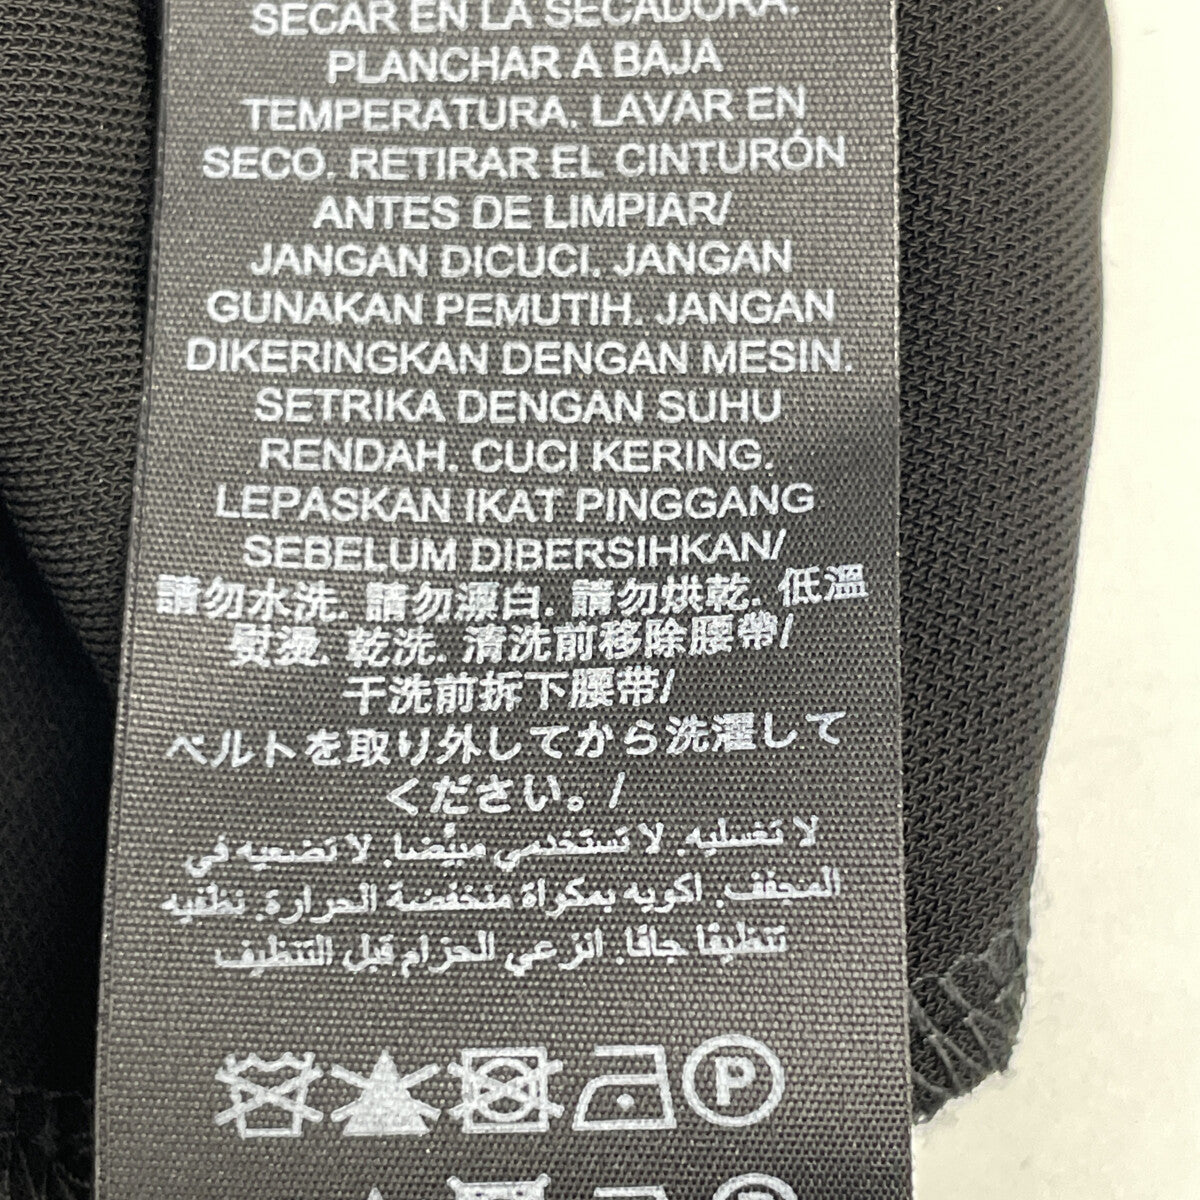 SECAR EN LA SECADORA.
PLANCHAR A BAJA
TEMPERATURA. LAVAR EN
SECO. RETIRAR EL CINTURÓN
ANTES DE LIMPIAR/
JANGAN DICUCI. JANGAN
GUNAKAN PEMUTIH. JANGAN
DIKERINGKAN DENGAN MESIN.
SETRIKA DENGAN SUHU
RENDAH. CUCI KERING.
LEPASKAN IKAT PINGGANG
SEBELUM DIBERSIHKAN/
請勿水洗. 請勿漂白. 請勿烘乾. 低溫
熨燙. 乾洗. 清洗前移除腰帶/
干洗前拆下腰带/
ベルトを取り外してから洗濯して
ください。/
لا تغسليه. لا تستخدمي مبيّضا. لا تضعيه في
المجفف. اكويه بمكواة منخفضة الحرارة. نظفيه
تنظيفًا جافًا. انزعي الحزام قبل التنظيف
P